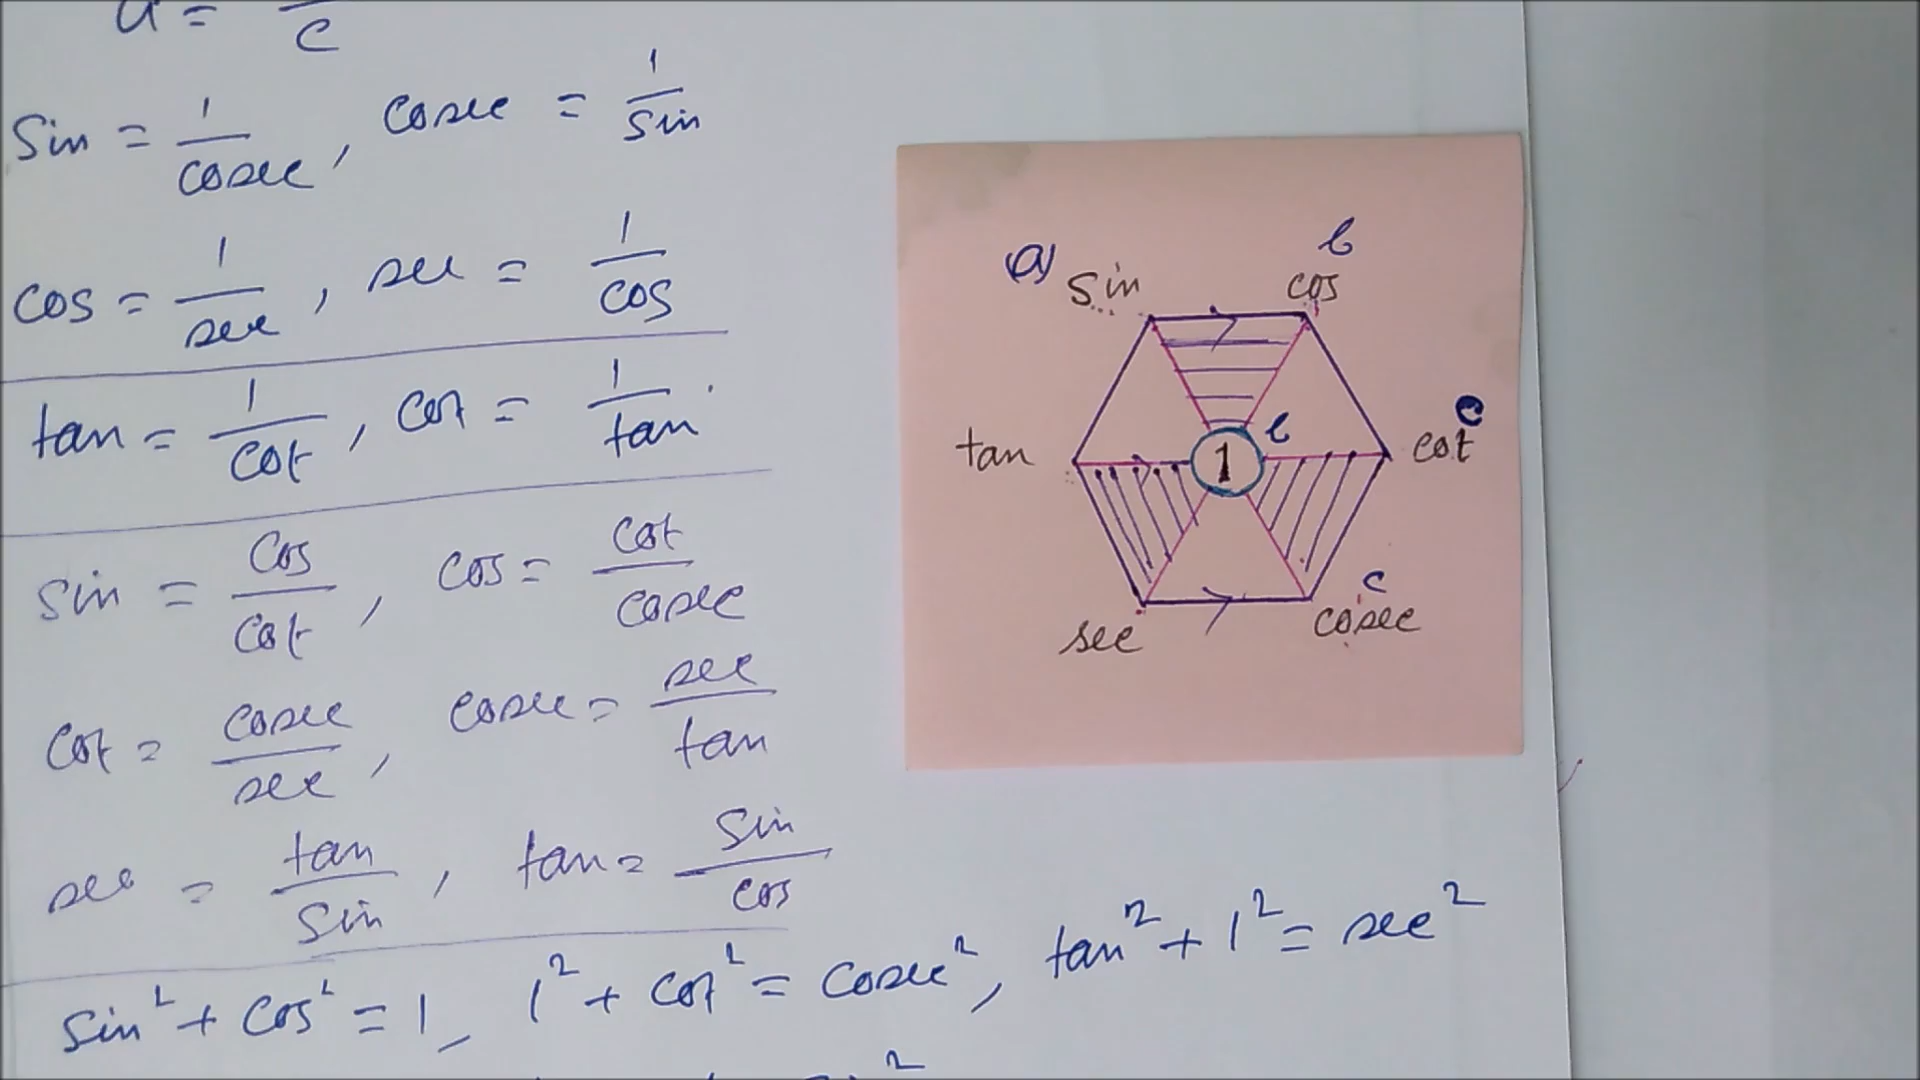 a = /c
Sin = 1/cosec , cosec = 1/sin
cos = 1/sec , sec = 1/cos
tan = 1/cot , cot = 1/tan .
sin = cos/cot , cos = cot/cosec
cot = cosec/sec , cosec = sec/tan
sec = tan/sin , tan = sin/cos
sin² + cos² = 1 , 1² + cot² = cosec² , tan² + 1² = sec²
a) b
sin cos
c
tan 1 b cot
c
sec cosec